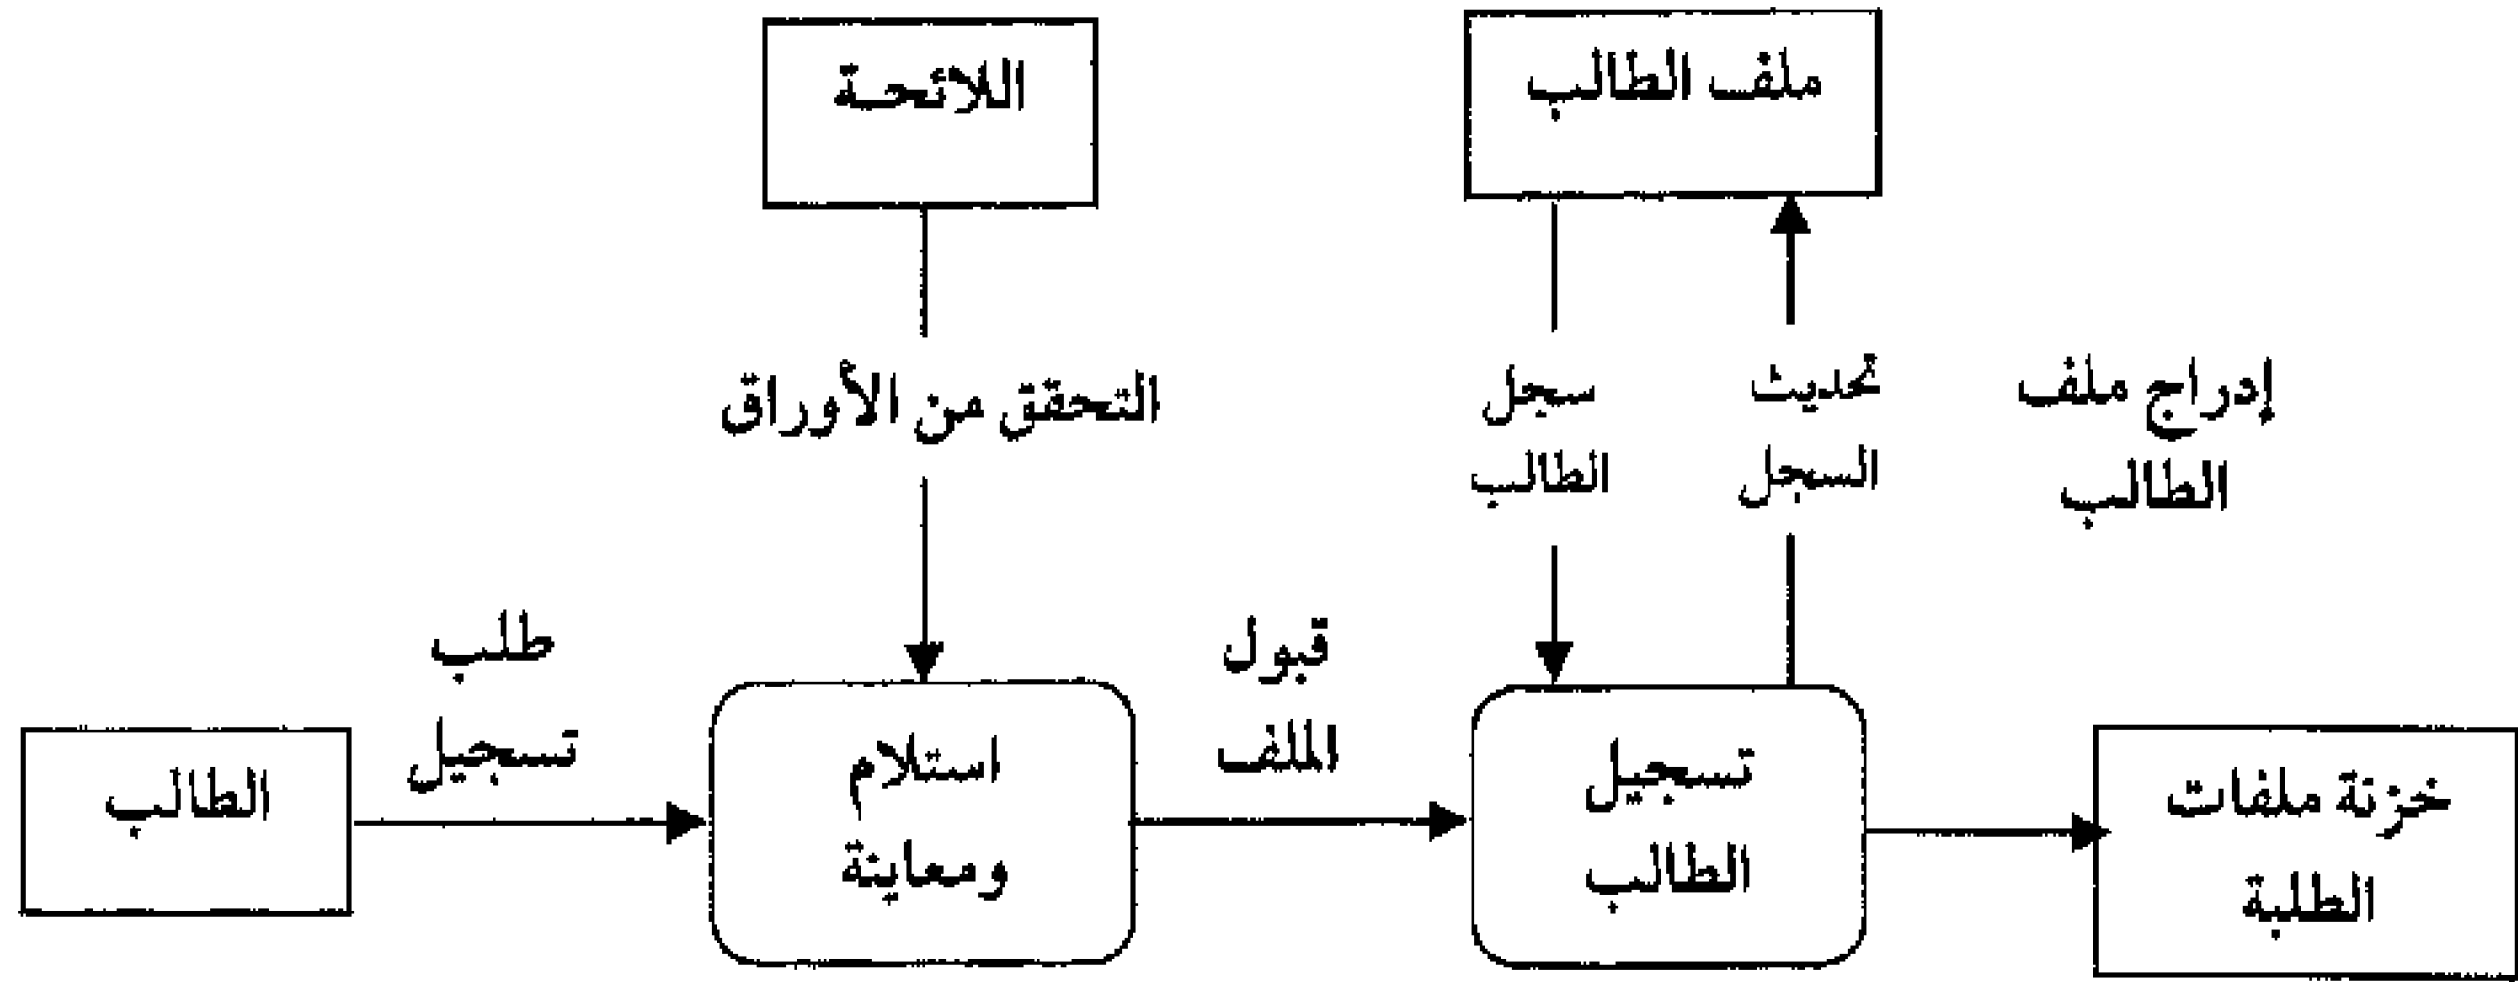 ملف الطالب
اللائحة
إدراج ملف
الطالب
تحديث
السجل
سجل
الطالب
التحقق من الأوراق
قبول
الملف
طلب
تسجيل
خزنة ملفات
الطلبة
تسجيل
الطالب
استلام
ومعاينة
الطالب